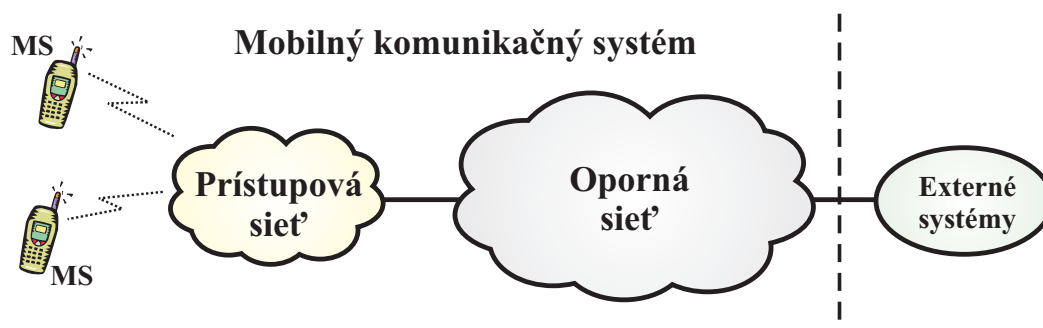 MS
Mobilný komunikačný systém
Prístupová
sieť
Oporná
sieť
Externé
systémy
MS